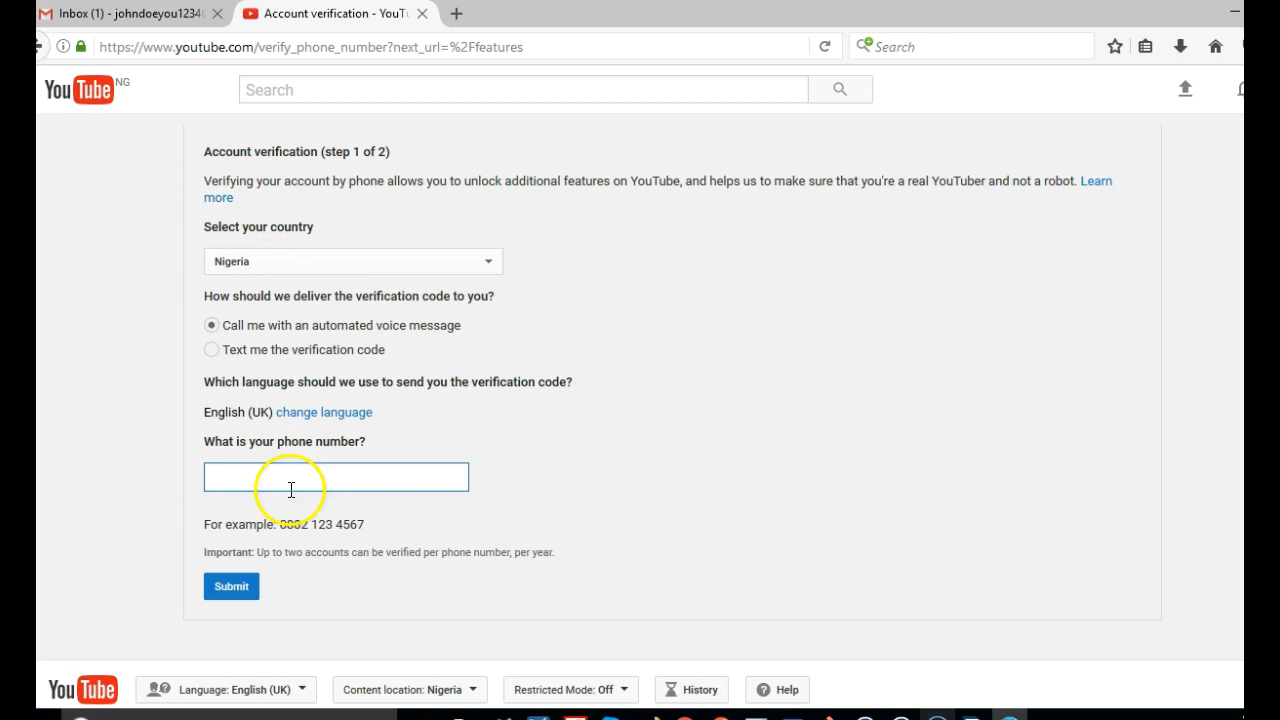 Inbox (1) - johndoeyou1234
Account verification - YouTu
https://www.youtube.com/verify_phone_number?next_url=%2Ffeatures
Search
YouTube NG
Search
Account verification (step 1 of 2)
Verifying your account by phone allows you to unlock additional features on YouTube, and helps us to make sure that you're a real YouTuber and not a robot. Learn
more
Select your country
Nigeria
How should we deliver the verification code to you?
Call me with an automated voice message
Text me the verification code
Which language should we use to send you the verification code?
English (UK) change language
What is your phone number?
For example: 0802 123 4567
Important: Up to two accounts can be verified per phone number, per year.
Submit
YouTube
Language: English (UK)
Content location: Nigeria
Restricted Mode: Off
History
Help